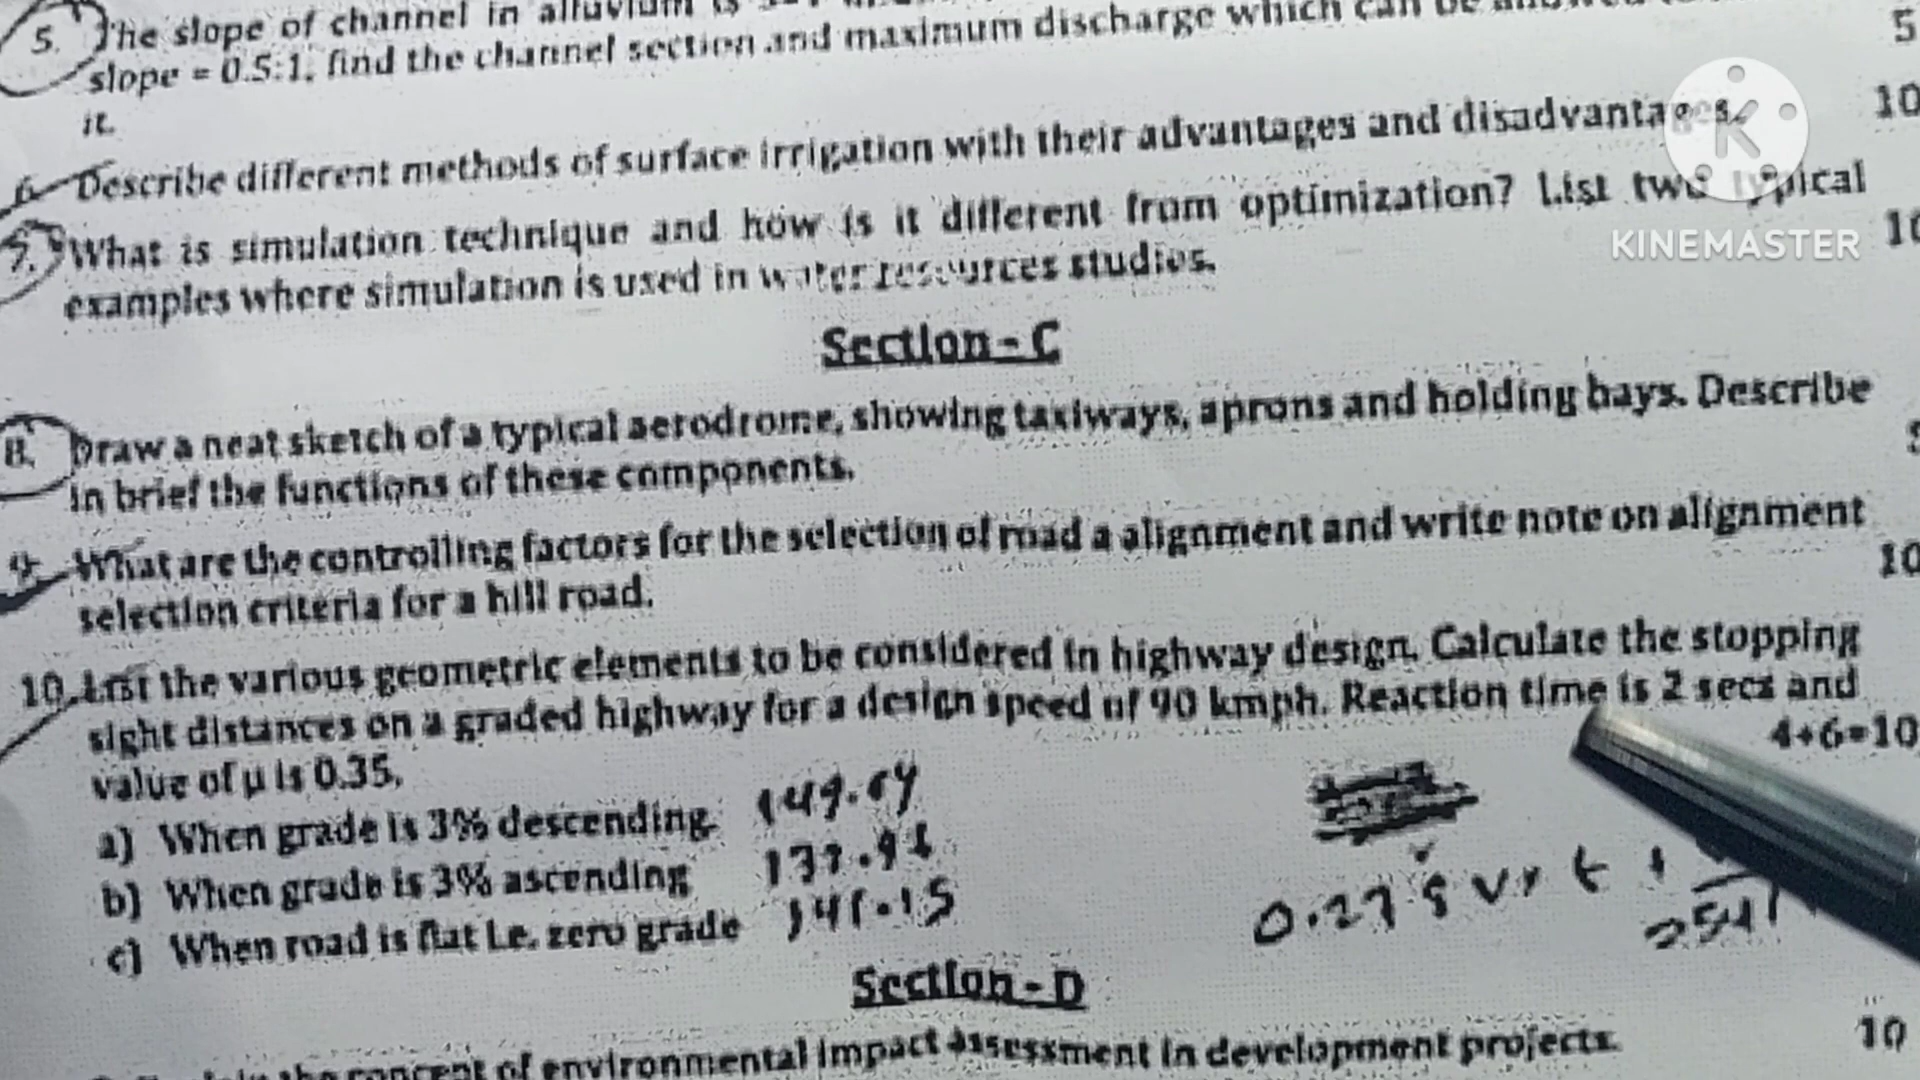 5. The slope of channel in alluvium is
slope = 0.5:1, find the channel section and maximum discharge which can be
5
it.
6. Describe different methods of surface irrigation with their advantages and disadvantages.
10
7. What is simulation technique and how is it different from optimization? List two typical
examples where simulation is used in water resources studies.
10
KINEMASTER
Section - C
8. Draw a neat sketch of a typical aerodrome, showing taxiways, aprons and holding bays. Describe
in brief the functions of these components.
9. What are the controlling factors for the selection of road a alignment and write note on alignment
selection criteria for a hill road.
10
10. List the various geometric elements to be considered in highway design. Calculate the stopping
sight distances on a graded highway for a design speed of 90 kmph. Reaction time is 2 secs and
value of μ is 0.35.
4+6=10
a) When grade is 3% descending.
b) When grade is 3% ascending
c) When road is flat i.e. zero grade 141.15
0.278 v x t +
254
Section - D
concept of environmental impact assessment in development projects.
10